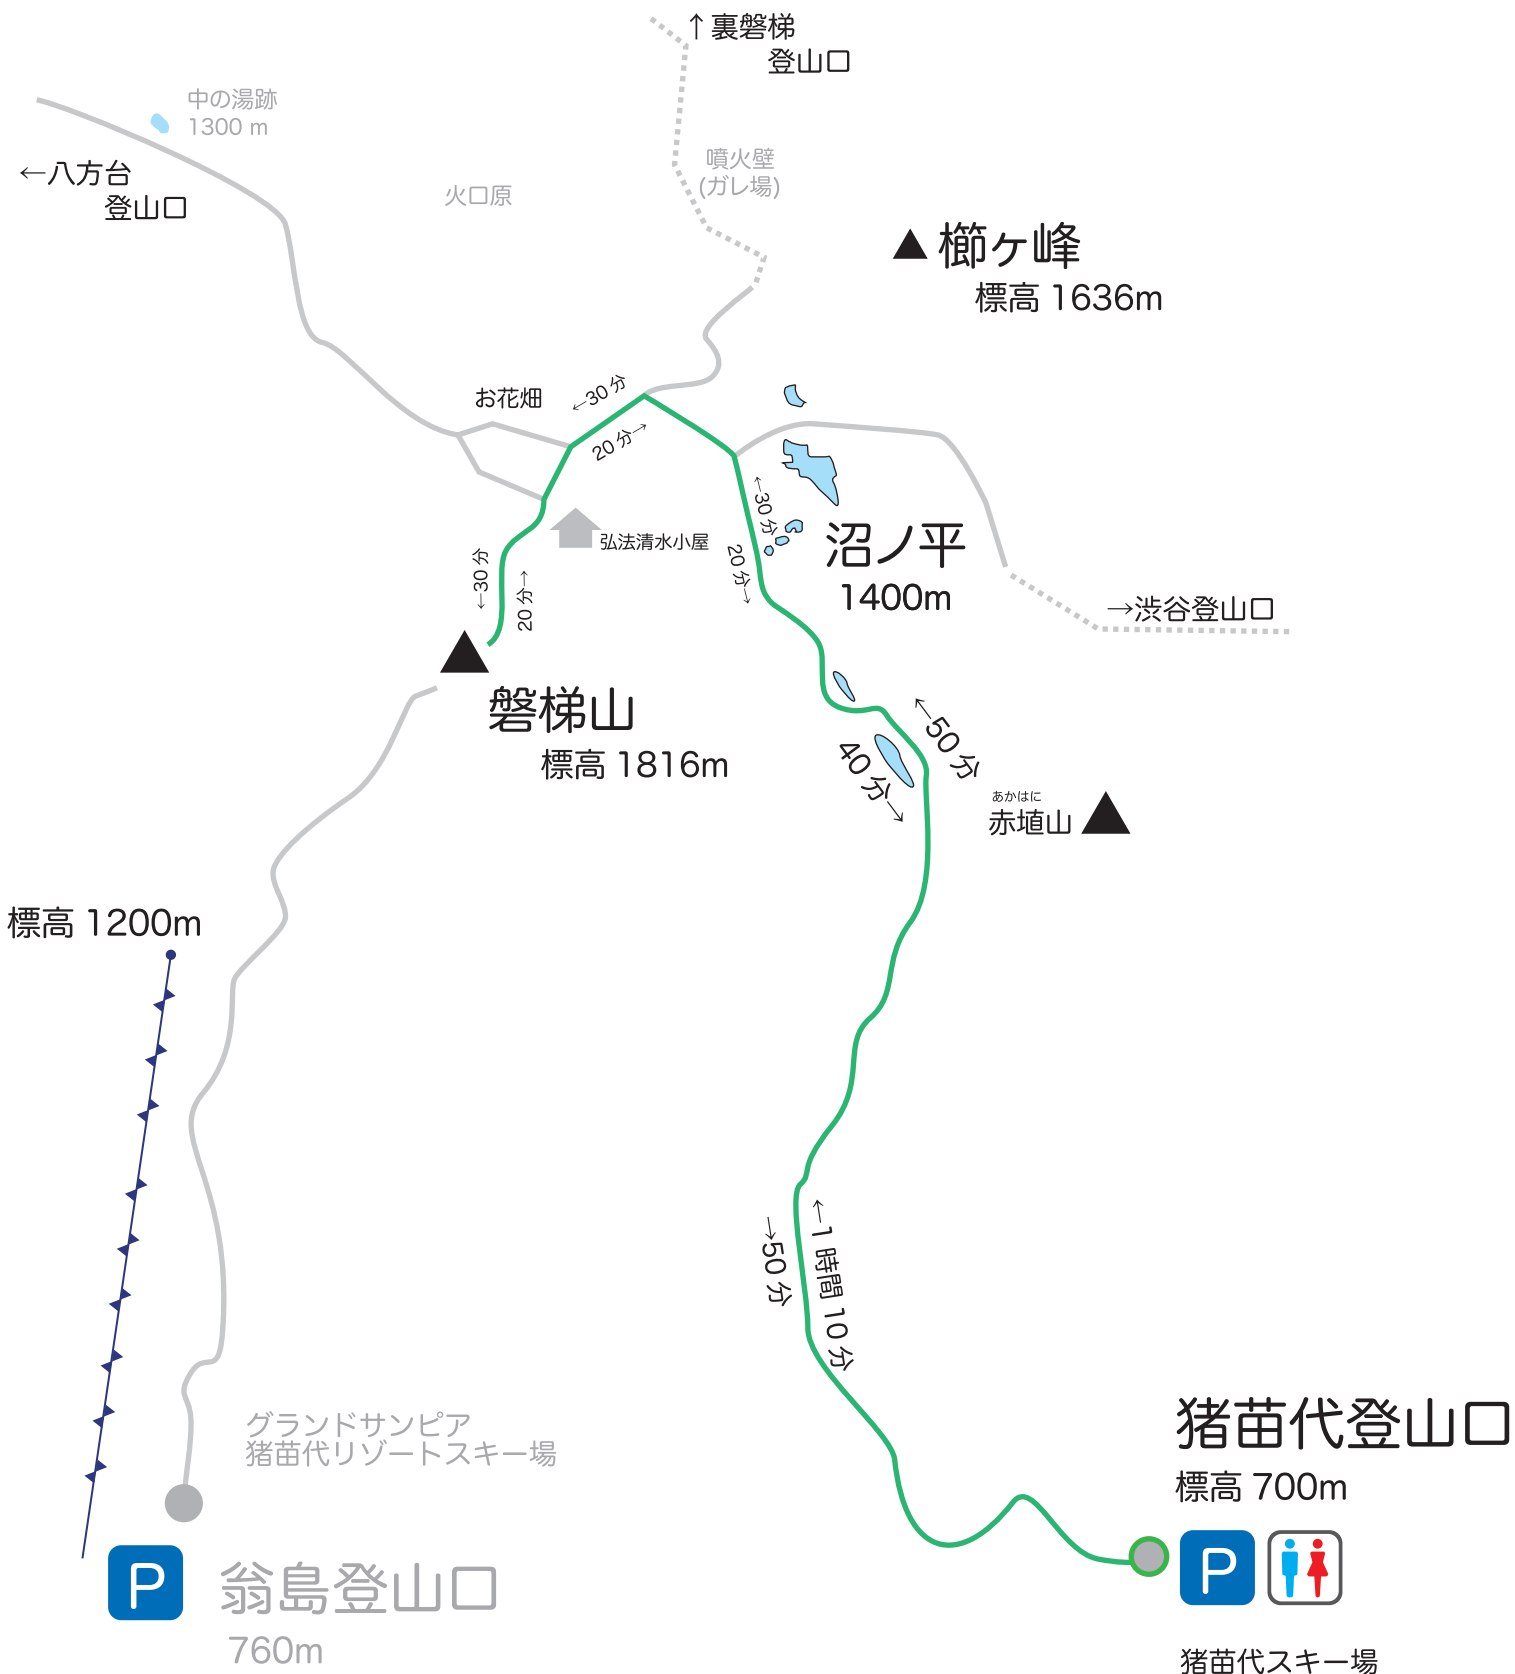 ↑裏磐梯
登山口
中の湯跡
1300 m
←八方台
登山口
火口原
噴火壁
(ガレ場)
櫛ヶ峰
標高 1636m
お花畑
←30 分
20 分→
←30 分
20 分→
弘法清水小屋
沼ノ平
1400m
→渋谷登山口
←30 分
20 分→
磐梯山
標高 1816m
←50 分
40 分→
あかはに
赤埴山
標高 1200m
←1 時間 10 分
→50 分
グランドサンピア
猪苗代リゾートスキー場
P
翁島登山口
760m
猪苗代登山口
標高 700m
P
猪苗代スキー場